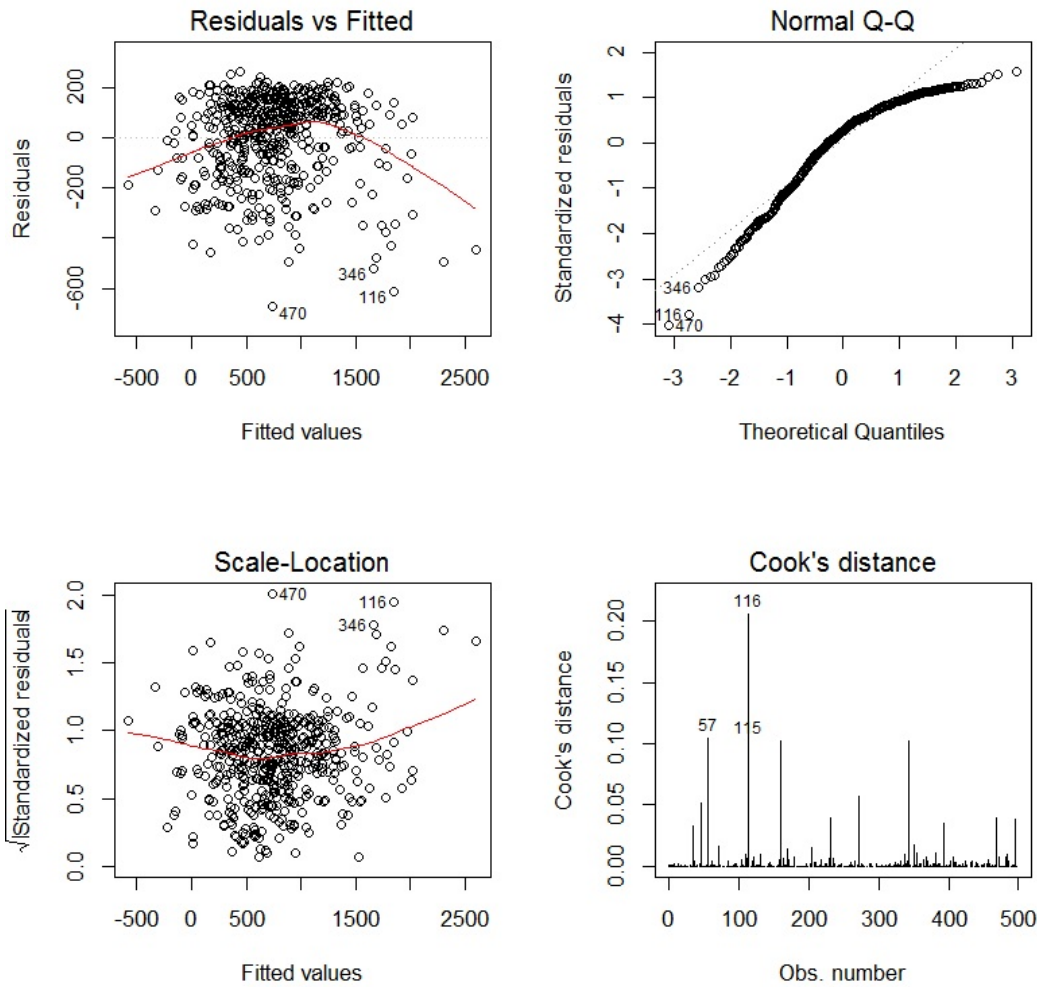 Residuals vs Fitted
Residuals
200
0
-200
-600
346
116
470
-500 0 500 1500 2500
Fitted values
Normal Q-Q
Standardized residuals
2
1
0
-1
-2
-3
-4
346
116
470
-3 -2 -1 0 1 2 3
Theoretical Quantiles
Scale-Location
√|Standardized residuals|
2.0
1.5
1.0
0.5
0.0
470
116
346
-500 0 500 1500 2500
Fitted values
Cook's distance
Cook's distance
0.20
0.15
0.10
0.05
0.00
116
57
115
0 100 200 300 400 500
Obs. number